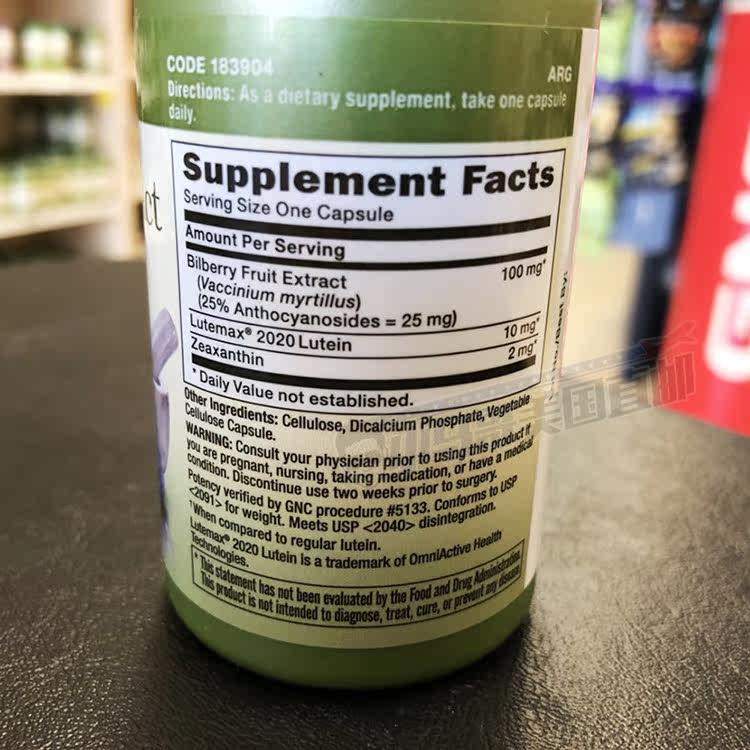 CODE 183904
ARG
Directions: As a dietary supplement, take one capsule
daily.
ct
Supplement Facts
Serving Size One Capsule
Amount Per Serving
Bilberry Fruit Extract 100 mg*
(Vaccinium myrtillus)
(25% Anthocyanosides = 25 mg)
Lutemax® 2020 Lutein 10 mg*
Zeaxanthin 2 mg*
* Daily Value not established.
Other Ingredients: Cellulose, Dicalcium Phosphate, Vegetable
Cellulose Capsule.
WARNING: Consult your physician prior to using this product if
you are pregnant, nursing, taking medication, or have a medical
condition. Discontinue use two weeks prior to surgery.
Potency verified by GNC procedure #5133. Conforms to USP
<2091> for weight. Meets USP <2040> disintegration.
†When compared to regular lutein.
Lutemax® 2020 Lutein is a trademark of OmniActive Health
Technologies.
* This statement has not been evaluated by the Food and Drug Administration.
This product is not intended to diagnose, treat, cure, or prevent any disease.
Best By:
美国直邮